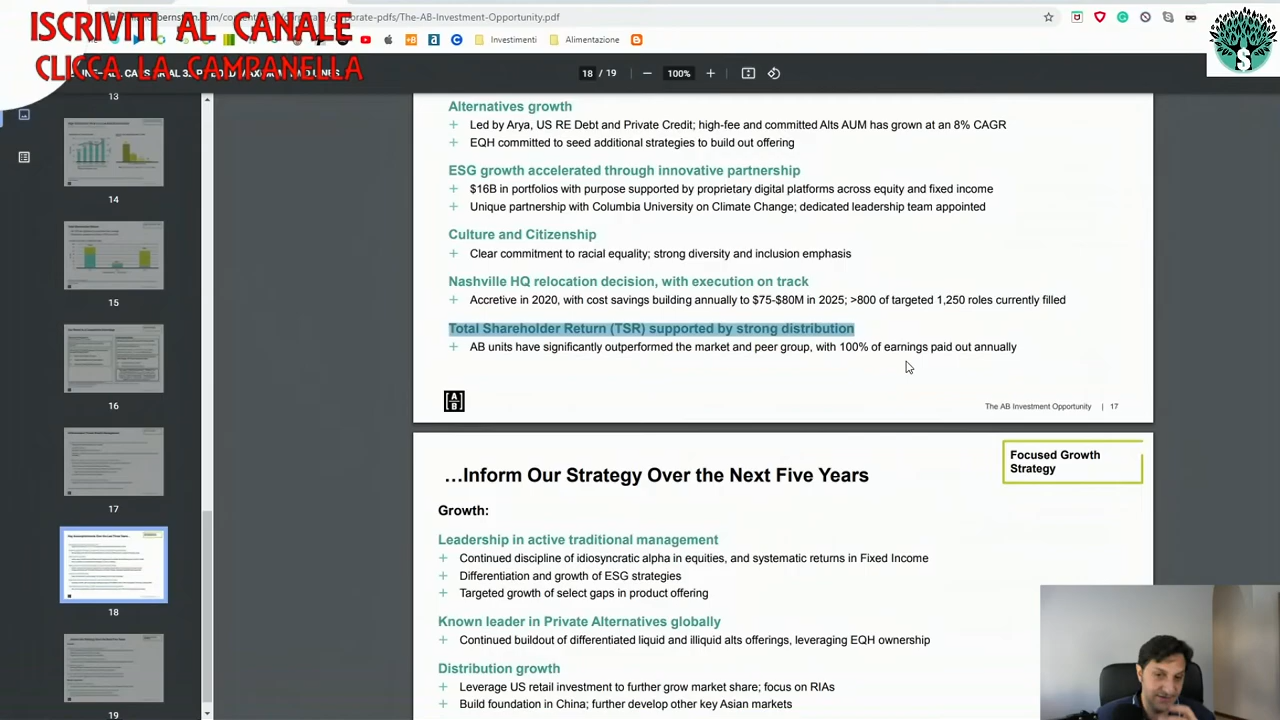 ISCRIVITI AL CANALE
CLICCA LA CAMPANELLA
corporate-pdfs/The-AB-Investment-Opportunity.pdf
Investimenti
Alimentazione
18 / 19
100%
13
14
15
16
17
18
19
Alternatives growth
+ Led by Arya, US RE Debt and Private Credit; high-fee and committed Alts AUM has grown at an 8% CAGR
+ EQH committed to seed additional strategies to build out offering
ESG growth accelerated through innovative partnership
+ $16B in portfolios with purpose supported by proprietary digital platforms across equity and fixed income
+ Unique partnership with Columbia University on Climate Change; dedicated leadership team appointed
Culture and Citizenship
+ Clear commitment to racial equality; strong diversity and inclusion emphasis
Nashville HQ relocation decision, with execution on track
+ Accretive in 2020, with cost savings building annually to $75-$80M in 2025; >800 of targeted 1,250 roles currently filled
Total Shareholder Return (TSR) supported by strong distribution
+ AB units have significantly outperformed the market and peer group, with 100% of earnings paid out annually
[A/B]
The AB Investment Opportunity | 17
…Inform Our Strategy Over the Next Five Years
Focused Growth
Strategy
Growth:
Leadership in active traditional management
+ Continued discipline of idiosyncratic alpha in equities, and systematic returns in Fixed Income
+ Differentiation and growth of ESG strategies
+ Targeted growth of select gaps in product offering
Known leader in Private Alternatives globally
+ Continued buildout of differentiated liquid and illiquid alts offerings, leveraging EQH ownership
Distribution growth
+ Leverage US retail investment to further grow market share; focus on RIAs
+ Build foundation in China; further develop other key Asian markets